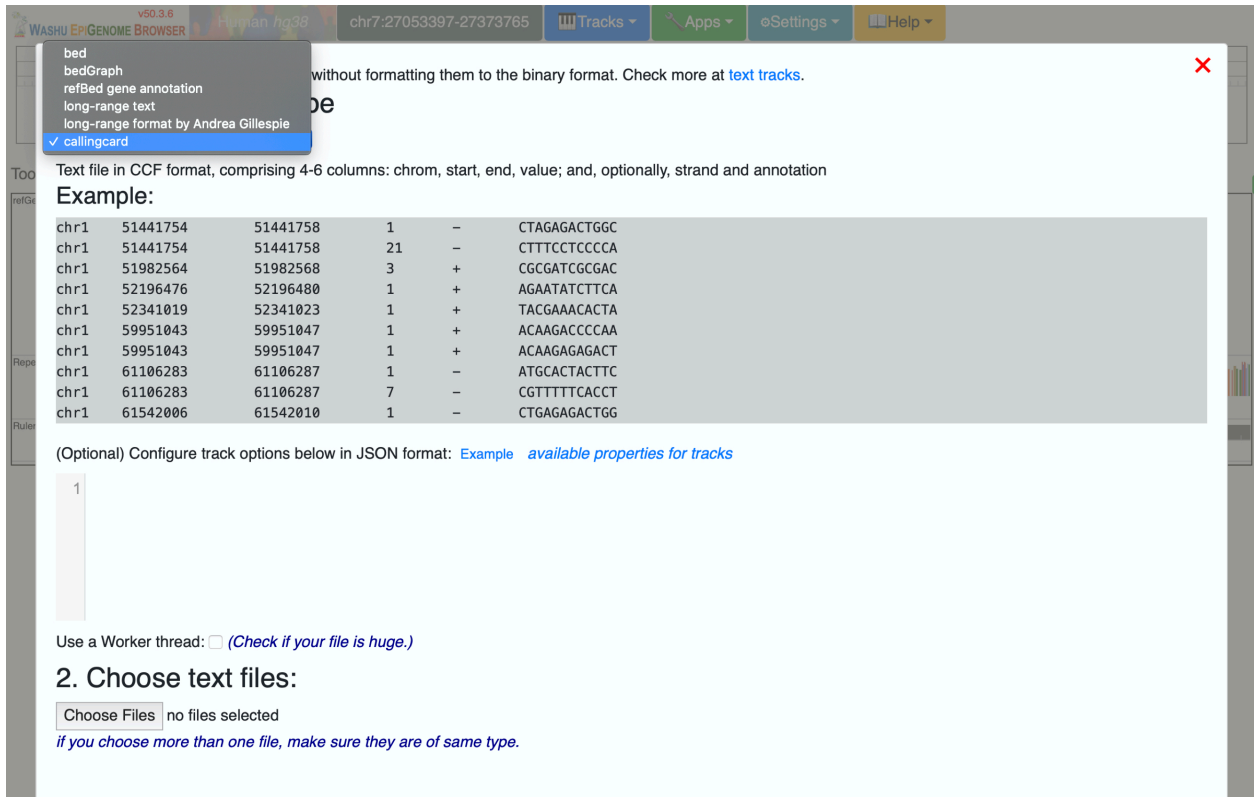 v50.3.6
WASHU EPIGENOME BROWSER
Human hg38
chr7:27053397-27373765
Tracks
Apps
Settings
Help
bed
bedGraph
refBed gene annotation
long-range text
long-range format by Andrea Gillespie
✓ callingcard
without formatting them to the binary format. Check more at text tracks.
Text file in CCF format, comprising 4-6 columns: chrom, start, end, value; and, optionally, strand and annotation
Example:
chr1 51441754 51441758 1 – CTAGAGACTGGC
chr1 51441754 51441758 21 – CTTTCCTCCCCA
chr1 51982564 51982568 3 + CGCGATCGCGAC
chr1 52196476 52196480 1 + AGAATATCTTCA
chr1 52341019 52341023 1 + TACGAAACACTA
chr1 59951043 59951047 1 + ACAAGACCCCAA
chr1 59951043 59951047 1 + ACAAGAGAGACT
chr1 61106283 61106287 1 – ATGCACTACTTC
chr1 61106283 61106287 7 – CGTTTTTCACCT
chr1 61542006 61542010 1 – CTGAGAGACTGG
(Optional) Configure track options below in JSON format: Example available properties for tracks
1
Use a Worker thread: (Check if your file is huge.)
2. Choose text files:
Choose Files no files selected
if you choose more than one file, make sure they are of same type.